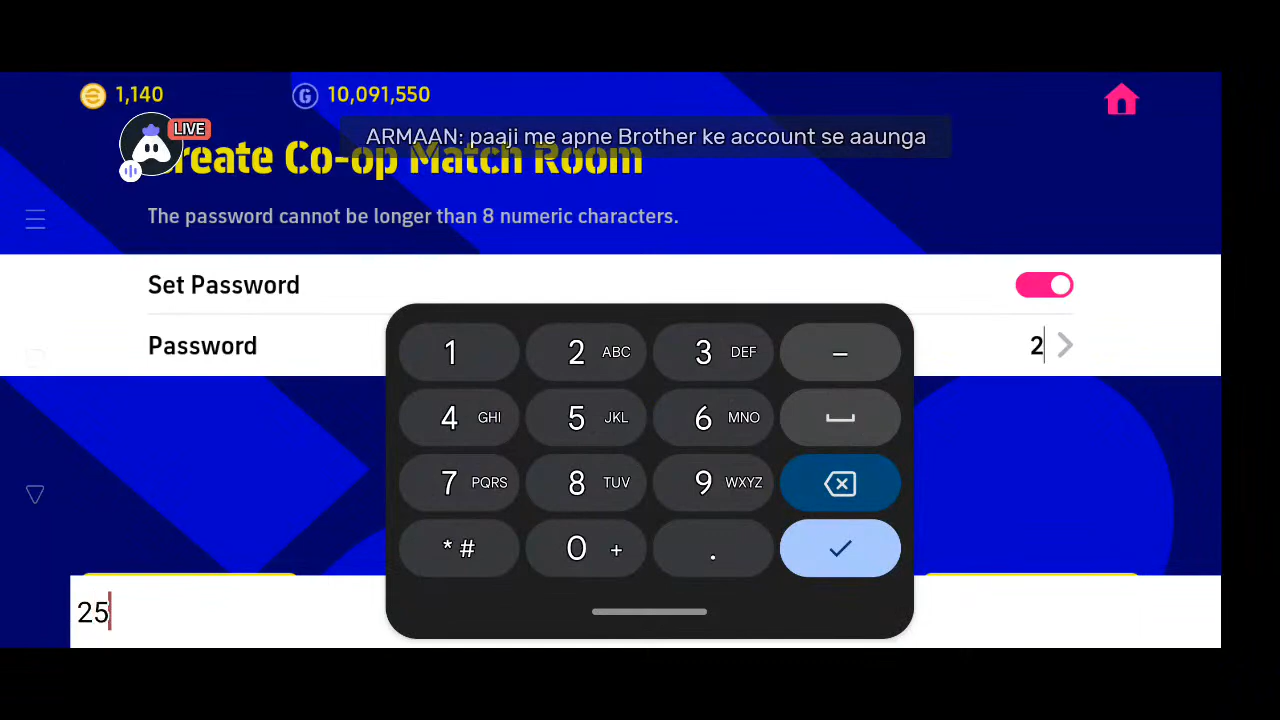 1,140
10,091,550
LIVE
ARMAAN: paaji me apne Brother ke account se aaunga
Create Co-op Match Room
The password cannot be longer than 8 numeric characters.
Set Password
Password
2
1
2 ABC
3 DEF
–
4 GHI
5 JKL
6 MNO
7 PQRS
8 TUV
9 WXYZ
* #
0 +
.
25